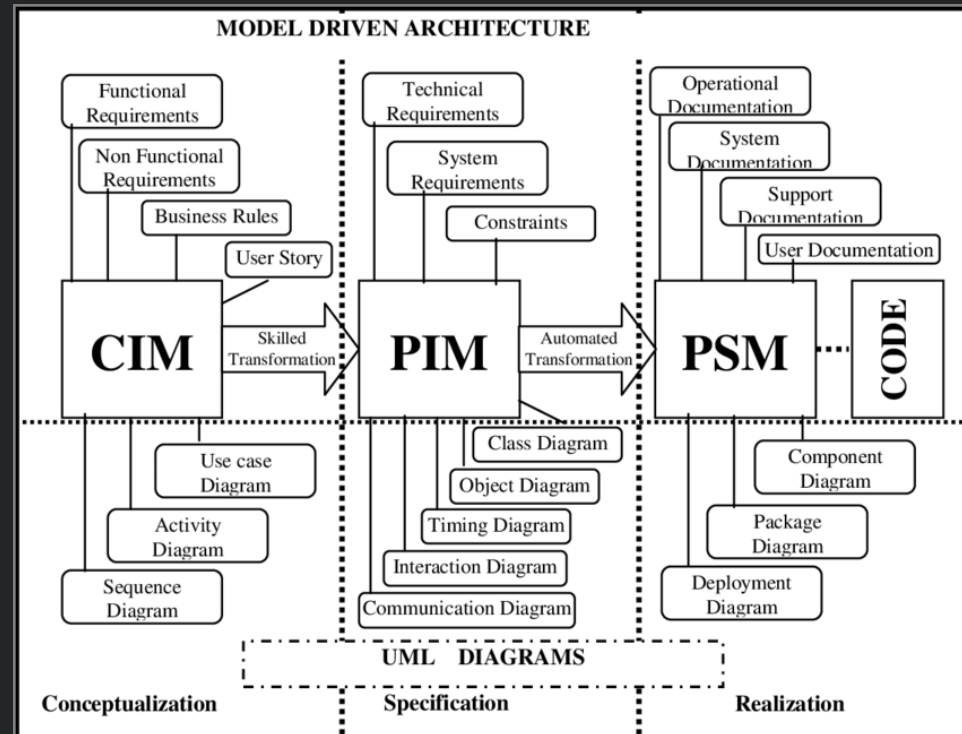 MODEL DRIVEN ARCHITECTURE
Functional
Requirements
Non Functional
Requirements
Business Rules
User Story
CIM
Skilled
Transformation
Use case
Diagram
Activity
Diagram
Sequence
Diagram
Technical
Requirements
System
Requirements
Constraints
PIM
Automated
Transformation
Class Diagram
Object Diagram
Timing Diagram
Interaction Diagram
Communication Diagram
Operational
Documentation
System
Documentation
Support
Documentation
User Documentation
PSM
CODE
Component
Diagram
Package
Diagram
Deployment
Diagram
UML DIAGRAMS
Conceptualization
Specification
Realization